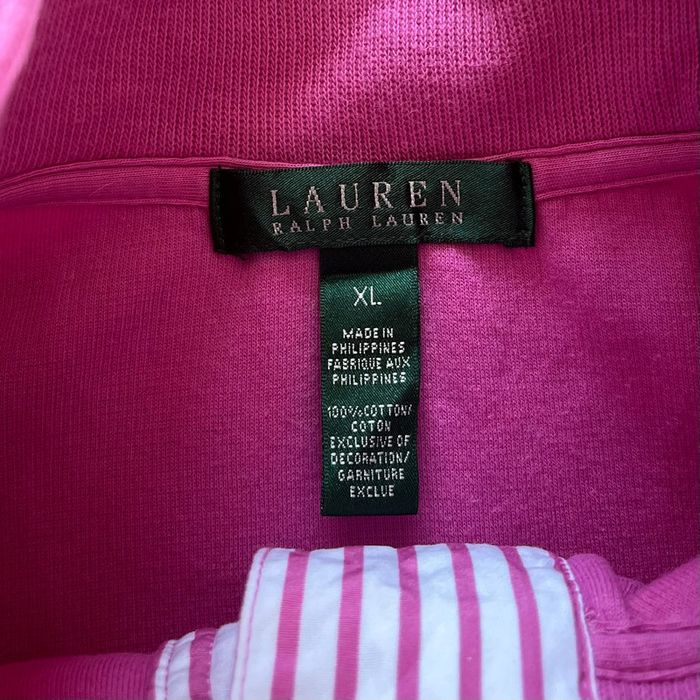 LAUREN
RALPH LAUREN
XL
MADE IN
PHILIPPINES
FABRIQUE AUX
PHILIPPINES
100%COTTON/
COTON
EXCLUSIVE OF
DECORATION/
GARNITURE
EXCLUE